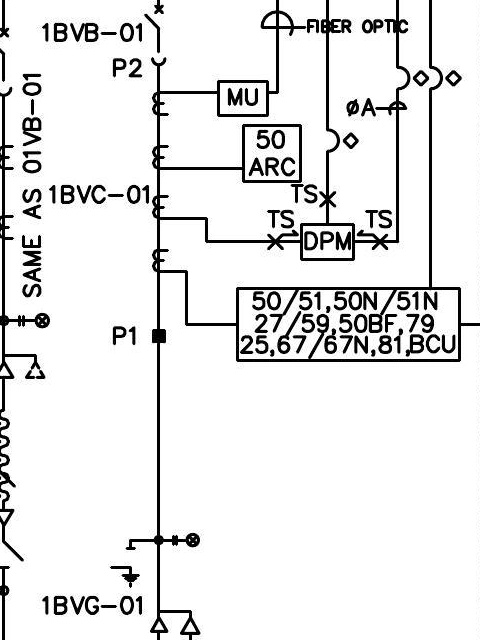 FIBER OPTIC
1BVB-01
P2
MU
ØA
50
ARC
SAME AS 01VB-01
1BVC-01
TS
TS
TS
DPM
50/51,50N/51N
27/59,50BF,79
25,67/67N,81,BCU
P1
1BVG-01